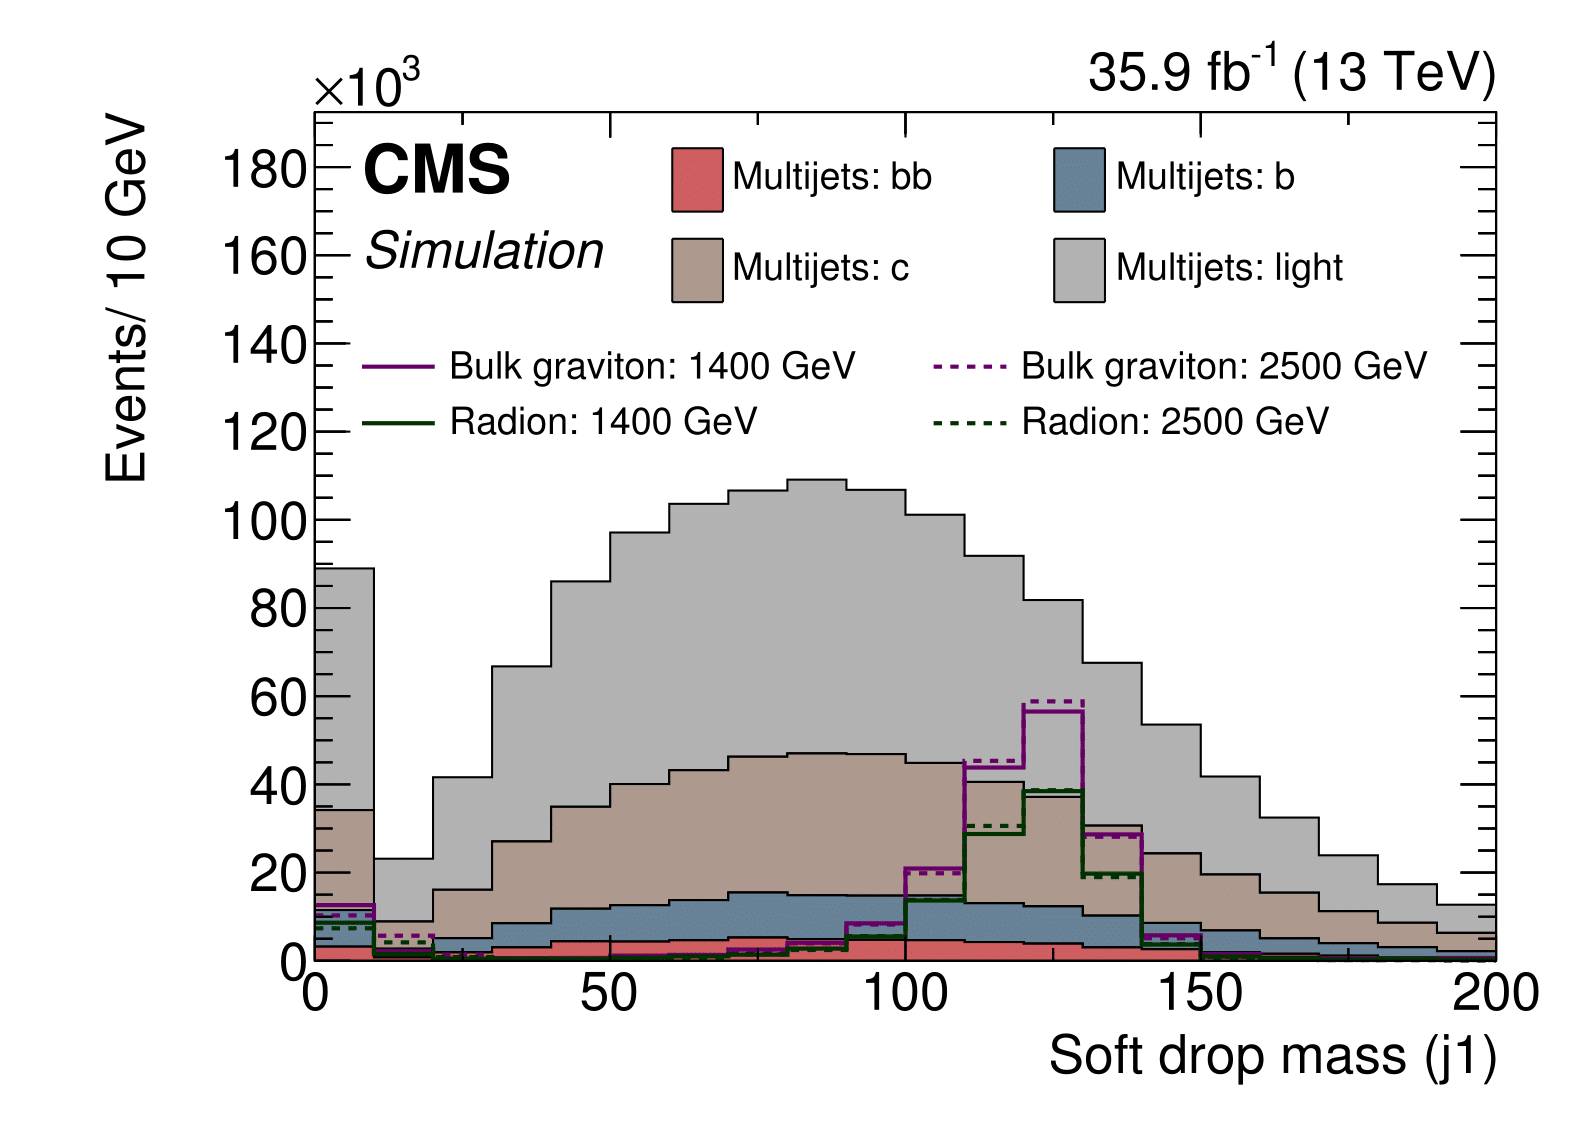 ×10³ 35.9 fb⁻¹ (13 TeV)
Events/ 10 GeV
CMS
Simulation
Multijets: bb
Multijets: b
Multijets: c
Multijets: light
Bulk graviton: 1400 GeV
Bulk graviton: 2500 GeV
Radion: 1400 GeV
Radion: 2500 GeV
180
160
140
120
100
80
60
40
20
0
0 50 100 150 200
Soft drop mass (j1)